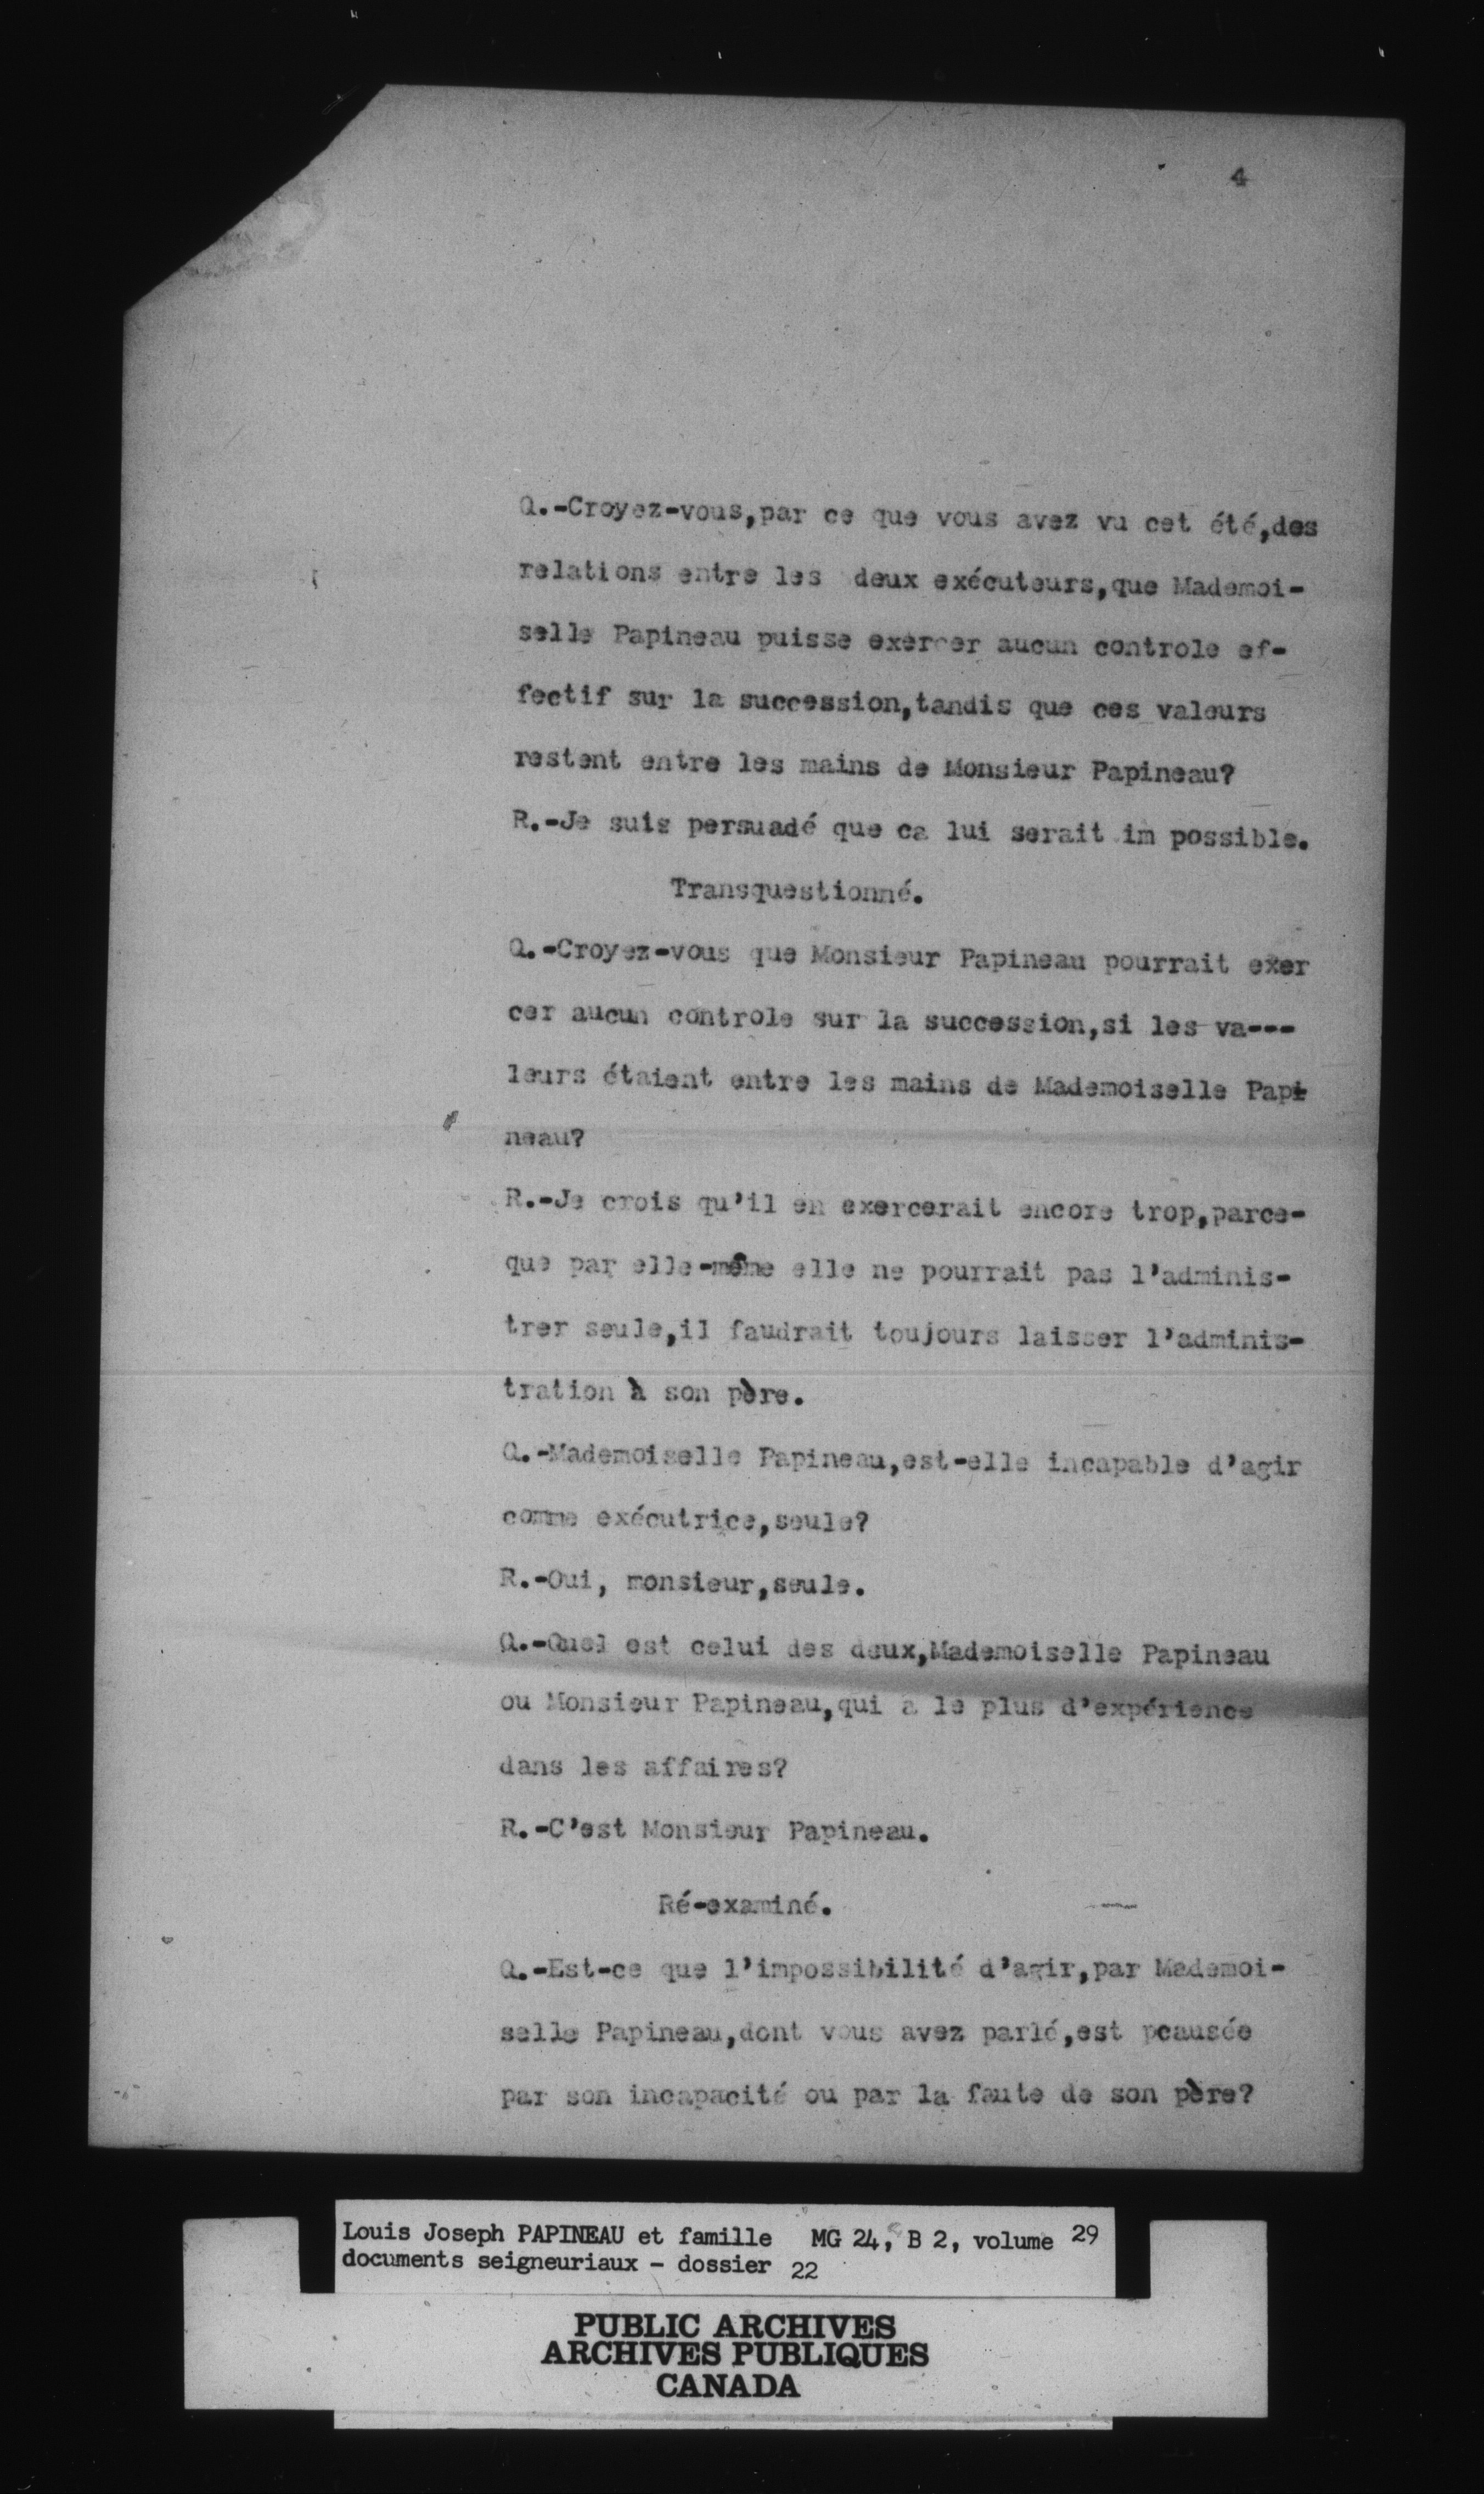 4
Q.-Croyez-vous,par ce que vous avez vu cet été,des
relations entre les deux exécuteurs,que Mademoi-
selle Papineau puisse exercer aucun controle ef-
fectif sur la succession,tandis que ces valeurs
restent entre les mains de Monsieur Papineau?
R.-Je suis persuadé que ca lui serait im possible.
Transquestionné.
Q.-Croyez-vous que Monsieur Papineau pourrait exer
cer aucun controle sur la succession,si les va---
leurs étaient entre les mains de Mademoiselle Papi
neau?
R.-Je crois qu'il en exercerait encore trop,parce-
que par elle-même elle ne pourrait pas l'adminis-
trer seule,il faudrait toujours laisser l'adminis-
tration à son père.
Q.-Mademoiselle Papineau,est-elle incapable d'agir
comme exécutrice,seule?
R.-Oui, monsieur,seule.
Q.-Quel est celui des deux,Mademoiselle Papineau
ou Monsieur Papineau,qui a le plus d'expérience
dans les affaires?
R.-C'est Monsieur Papineau.
Ré-examiné.
Q.-Est-ce que l'impossibilité d'agir,par Mademoi-
selle Papineau,dont vous avez parlé,est pcausée
par son incapacité ou par la faute de son père?
Louis Joseph PAPINEAU et famille MG 24, B 2, volume 29
documents seigneuriaux - dossier 22
PUBLIC ARCHIVES
ARCHIVES PUBLIQUES
CANADA